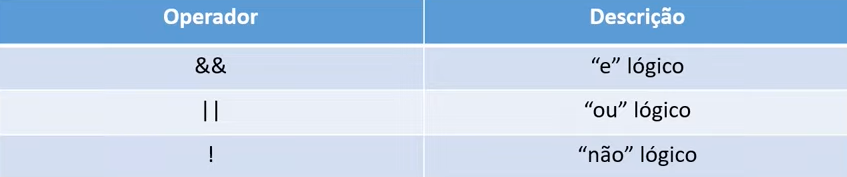 Operador Descrição
&& “e” lógico
|| “ou” lógico
! “não” lógico